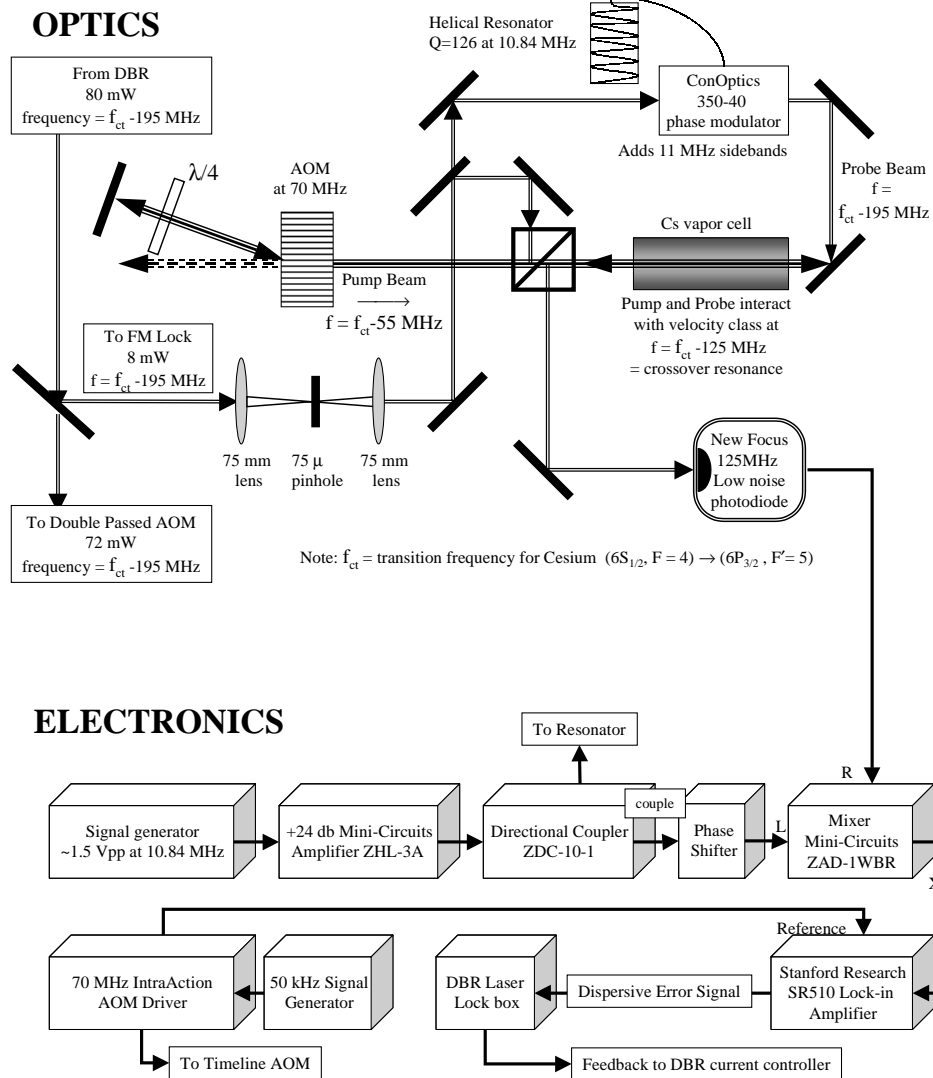 OPTICS
From DBR
80 mW
frequency = f_ct -195 MHz
Helical Resonator
Q=126 at 10.84 MHz
ConOptics
350-40
phase modulator
Adds 11 MHz sidebands
λ/4
AOM
at 70 MHz
Probe Beam
f =
f_ct -195 MHz
Cs vapor cell
Pump Beam
f = f_ct-55 MHz
Pump and Probe interact
with velocity class at
f = f_ct -125 MHz
= crossover resonance
To FM Lock
8 mW
f = f_ct -195 MHz
75 mm
lens
75 μ
pinhole
75 mm
lens
New Focus
125MHz
Low noise
photodiode
To Double Passed AOM
72 mW
frequency = f_ct -195 MHz
Note: f_ct = transition frequency for Cesium (6S_1/2, F = 4) → (6P_3/2 , F′= 5)
ELECTRONICS
To Resonator
R
Signal generator
~1.5 Vpp at 10.84 MHz
+24 db Mini-Circuits
Amplifier ZHL-3A
Directional Coupler
ZDC-10-1
couple
Phase
Shifter
L
Mixer
Mini-Circuits
ZAD-1WBR
X
Reference
70 MHz IntraAction
AOM Driver
50 kHz Signal
Generator
DBR Laser
Lock box
Dispersive Error Signal
Stanford Research
SR510 Lock-in
Amplifier
To Timeline AOM
Feedback to DBR current controller